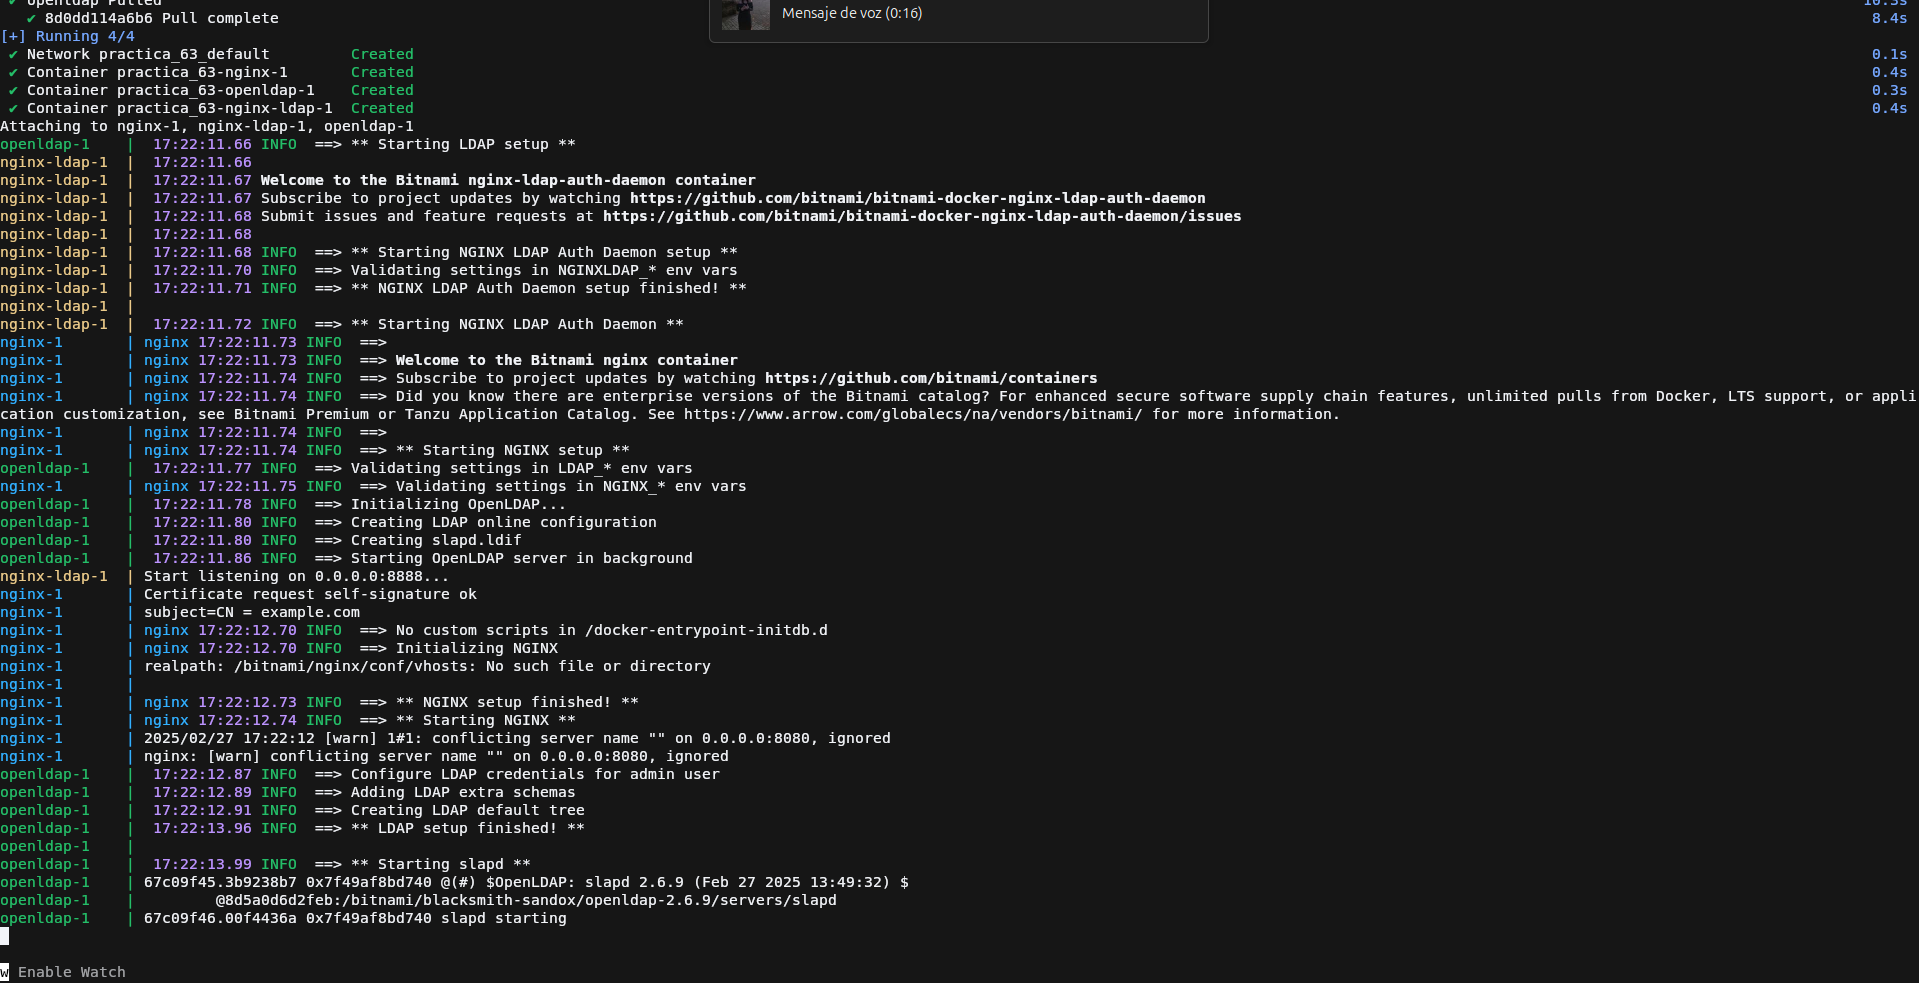 ✔ openldap Pulled 10.3s
✔ 8d0dd114a6b6 Pull complete 8.4s
Mensaje de voz (0:16)
[+] Running 4/4
✔ Network practica_63_default Created 0.1s
✔ Container practica_63-nginx-1 Created 0.4s
✔ Container practica_63-openldap-1 Created 0.3s
✔ Container practica_63-nginx-ldap-1 Created 0.4s
Attaching to nginx-1, nginx-ldap-1, openldap-1
openldap-1 | 17:22:11.66 INFO ==> ** Starting LDAP setup **
nginx-ldap-1 | 17:22:11.66
nginx-ldap-1 | 17:22:11.67 Welcome to the Bitnami nginx-ldap-auth-daemon container
nginx-ldap-1 | 17:22:11.67 Subscribe to project updates by watching https://github.com/bitnami/bitnami-docker-nginx-ldap-auth-daemon
nginx-ldap-1 | 17:22:11.68 Submit issues and feature requests at https://github.com/bitnami/bitnami-docker-nginx-ldap-auth-daemon/issues
nginx-ldap-1 | 17:22:11.68
nginx-ldap-1 | 17:22:11.68 INFO ==> ** Starting NGINX LDAP Auth Daemon setup **
nginx-ldap-1 | 17:22:11.70 INFO ==> Validating settings in NGINXLDAP_* env vars
nginx-ldap-1 | 17:22:11.71 INFO ==> ** NGINX LDAP Auth Daemon setup finished! **
nginx-ldap-1 |
nginx-ldap-1 | 17:22:11.72 INFO ==> ** Starting NGINX LDAP Auth Daemon **
nginx-1 | nginx 17:22:11.73 INFO ==>
nginx-1 | nginx 17:22:11.73 INFO ==> Welcome to the Bitnami nginx container
nginx-1 | nginx 17:22:11.74 INFO ==> Subscribe to project updates by watching https://github.com/bitnami/containers
nginx-1 | nginx 17:22:11.74 INFO ==> Did you know there are enterprise versions of the Bitnami catalog? For enhanced secure software supply chain features, unlimited pulls from Docker, LTS support, or appli
cation customization, see Bitnami Premium or Tanzu Application Catalog. See https://www.arrow.com/globalecs/na/vendors/bitnami/ for more information.
nginx-1 | nginx 17:22:11.74 INFO ==>
nginx-1 | nginx 17:22:11.74 INFO ==> ** Starting NGINX setup **
openldap-1 | 17:22:11.77 INFO ==> Validating settings in LDAP_* env vars
nginx-1 | nginx 17:22:11.75 INFO ==> Validating settings in NGINX_* env vars
openldap-1 | 17:22:11.78 INFO ==> Initializing OpenLDAP...
openldap-1 | 17:22:11.80 INFO ==> Creating LDAP online configuration
openldap-1 | 17:22:11.80 INFO ==> Creating slapd.ldif
openldap-1 | 17:22:11.86 INFO ==> Starting OpenLDAP server in background
nginx-ldap-1 | Start listening on 0.0.0.0:8888...
nginx-1 | Certificate request self-signature ok
nginx-1 | subject=CN = example.com
nginx-1 | nginx 17:22:12.70 INFO ==> No custom scripts in /docker-entrypoint-initdb.d
nginx-1 | nginx 17:22:12.70 INFO ==> Initializing NGINX
nginx-1 | realpath: /bitnami/nginx/conf/vhosts: No such file or directory
nginx-1 |
nginx-1 | nginx 17:22:12.73 INFO ==> ** NGINX setup finished! **
nginx-1 | nginx 17:22:12.74 INFO ==> ** Starting NGINX **
nginx-1 | 2025/02/27 17:22:12 [warn] 1#1: conflicting server name "" on 0.0.0.0:8080, ignored
nginx-1 | nginx: [warn] conflicting server name "" on 0.0.0.0:8080, ignored
openldap-1 | 17:22:12.87 INFO ==> Configure LDAP credentials for admin user
openldap-1 | 17:22:12.89 INFO ==> Adding LDAP extra schemas
openldap-1 | 17:22:12.91 INFO ==> Creating LDAP default tree
openldap-1 | 17:22:13.96 INFO ==> ** LDAP setup finished! **
openldap-1 |
openldap-1 | 17:22:13.99 INFO ==> ** Starting slapd **
openldap-1 | 67c09f45.3b9238b7 0x7f49af8bd740 @(#) $OpenLDAP: slapd 2.6.9 (Feb 27 2025 13:49:32) $
openldap-1 | @8d5a0d6d2feb:/bitnami/blacksmith-sandox/openldap-2.6.9/servers/slapd
openldap-1 | 67c09f46.00f4436a 0x7f49af8bd740 slapd starting
w Enable Watch